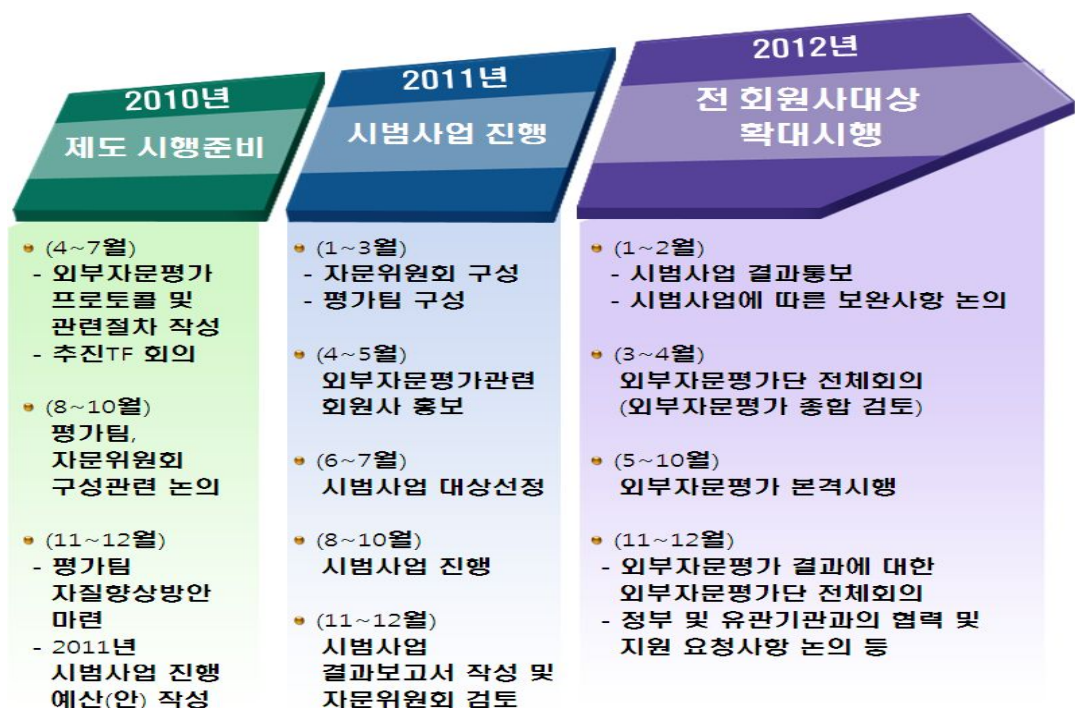 2010년
제도 시행준비
• (4~7월)
- 외부자문평가
프로토콜 및
관련절차 작성
- 추진TF 회의
• (8~10월)
평가팀,
자문위원회
구성관련 논의
• (11~12월)
- 평가팀
자질향상방안
마련
- 2011년
시범사업 진행
예산(안) 작성
2011년
시범사업 진행
• (1~3월)
- 자문위원회 구성
- 평가팀 구성
• (4~5월)
외부자문평가관련
회원사 홍보
• (6~7월)
시범사업 대상선정
• (8~10월)
시범사업 진행
• (11~12월)
시범사업
결과보고서 작성 및
자문위원회 검토
2012년
전 회원사대상
확대시행
• (1~2월)
- 시범사업 결과통보
- 시범사업에 따른 보완사항 논의
• (3~4월)
외부자문평가단 전체회의
(외부자문평가 종합 검토)
• (5~10월)
외부자문평가 본격시행
• (11~12월)
- 외부자문평가 결과에 대한
외부자문평가단 전체회의
- 정부 및 유관기관과의 협력 및
지원 요청사항 논의 등